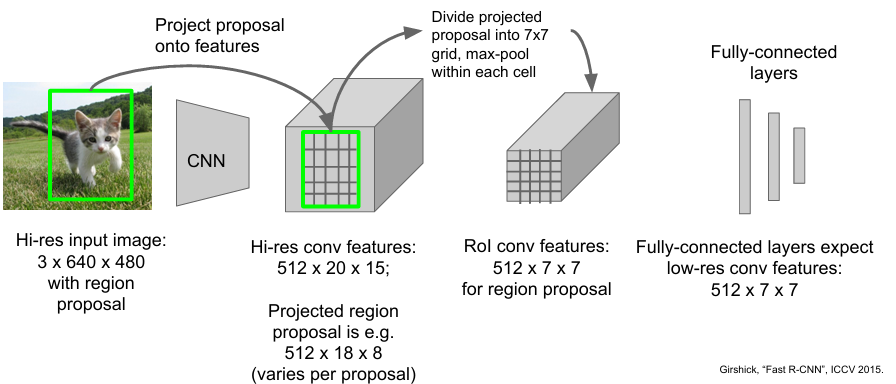 Project proposal
onto features
Divide projected
proposal into 7x7
grid, max-pool
within each cell
Fully-connected
layers
CNN
Hi-res input image:
3 x 640 x 480
with region
proposal
Hi-res conv features:
512 x 20 x 15;
Projected region
proposal is e.g.
512 x 18 x 8
(varies per proposal)
RoI conv features:
512 x 7 x 7
for region proposal
Fully-connected layers expect
low-res conv features:
512 x 7 x 7
Girshick, “Fast R-CNN”, ICCV 2015.